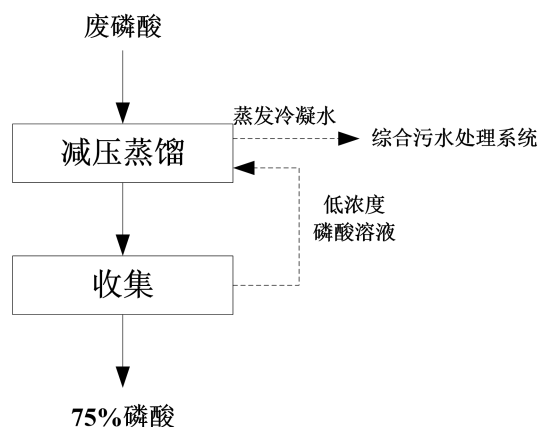 废磷酸
蒸发冷凝水
减压蒸馏
综合污水处理系统
低浓度
磷酸溶液
收集
75%磷酸